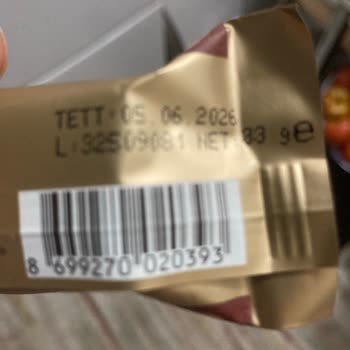 TETT: 05.06.2026
L:32509081 NET 33 g℮
8 699270 020393